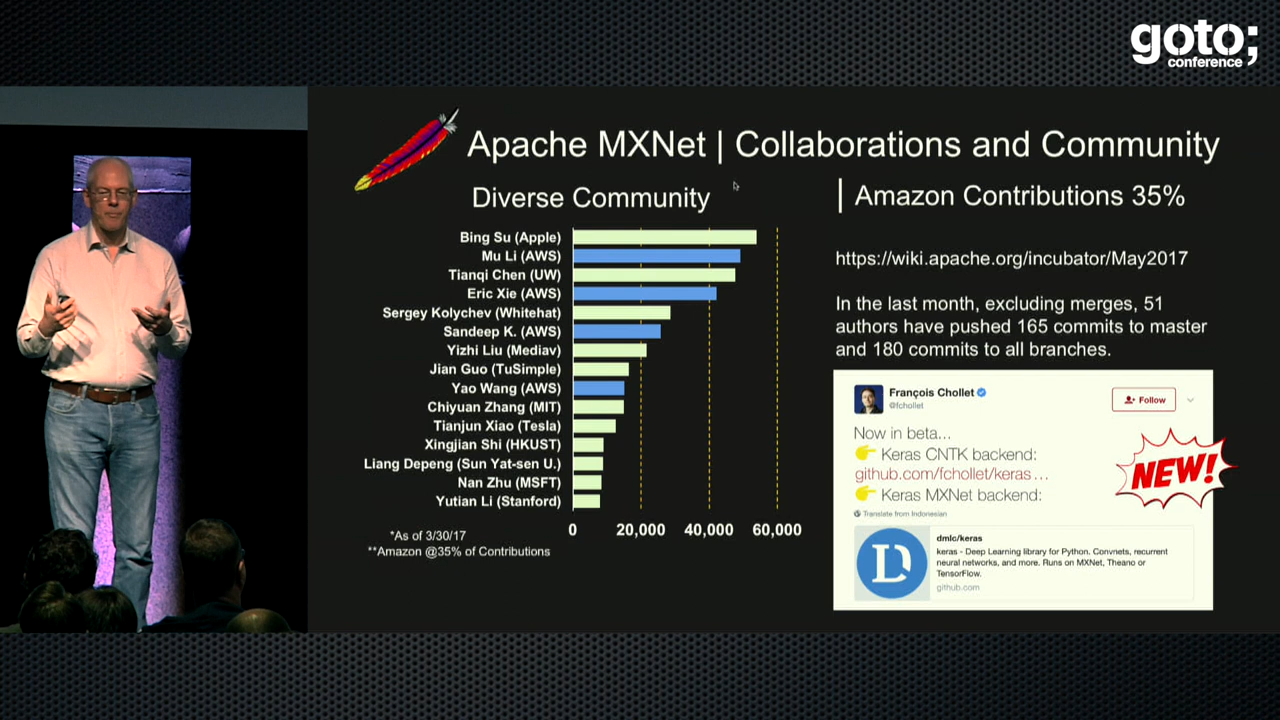 goto;
conference
Apache MXNet | Collaborations and Community
Diverse Community
| Amazon Contributions 35%
Bing Su (Apple)
Mu Li (AWS)
Tianqi Chen (UW)
Eric Xie (AWS)
Sergey Kolychev (Whitehat)
Sandeep K. (AWS)
Yizhi Liu (Mediav)
Jian Guo (TuSimple)
Yao Wang (AWS)
Chiyuan Zhang (MIT)
Tianjun Xiao (Tesla)
Xingjian Shi (HKUST)
Liang Depeng (Sun Yat-sen U.)
Nan Zhu (MSFT)
Yutian Li (Stanford)
0 20,000 40,000 60,000
*As of 3/30/17
**Amazon @35% of Contributions
https://wiki.apache.org/incubator/May2017
In the last month, excluding merges, 51
authors have pushed 165 commits to master
and 180 commits to all branches.
François Chollet
@fchollet
Follow
Now in beta...
👉 Keras CNTK backend:
github.com/fchollet/keras…
👉 Keras MXNet backend:
NEW!
Translate from Indonesian
D
dmlc/keras
keras - Deep Learning library for Python. Convnets, recurrent
neural networks, and more. Runs on MXNet, Theano or
TensorFlow.
github.com